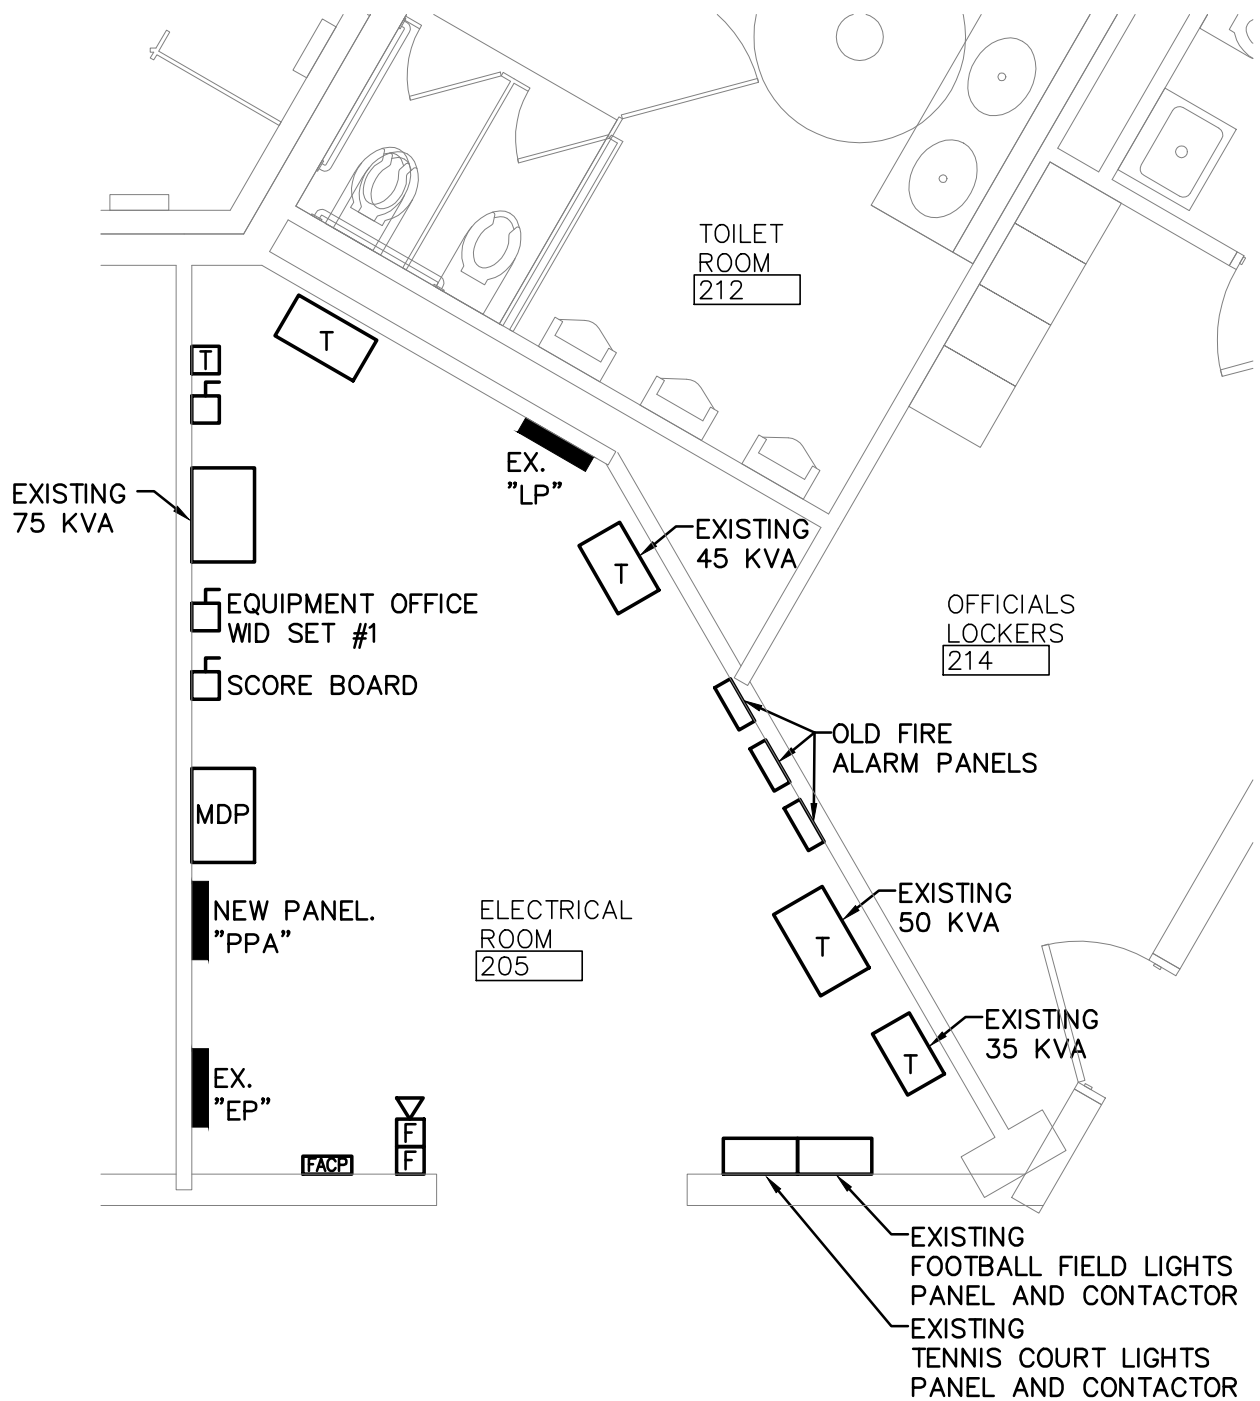 TOILET
ROOM
212
T
T
EX.
"LP"
EXISTING
75 KVA
EXISTING
45 KVA
T
EQUIPMENT OFFICE
WID SET #1
OFFICIALS
LOCKERS
214
SCORE BOARD
OLD FIRE
ALARM PANELS
MDP
NEW PANEL.
"PPA"
ELECTRICAL
ROOM
205
EXISTING
50 KVA
T
EXISTING
35 KVA
T
EX.
"EP"
F
F
FACP
EXISTING
FOOTBALL FIELD LIGHTS
PANEL AND CONTACTOR
EXISTING
TENNIS COURT LIGHTS
PANEL AND CONTACTOR